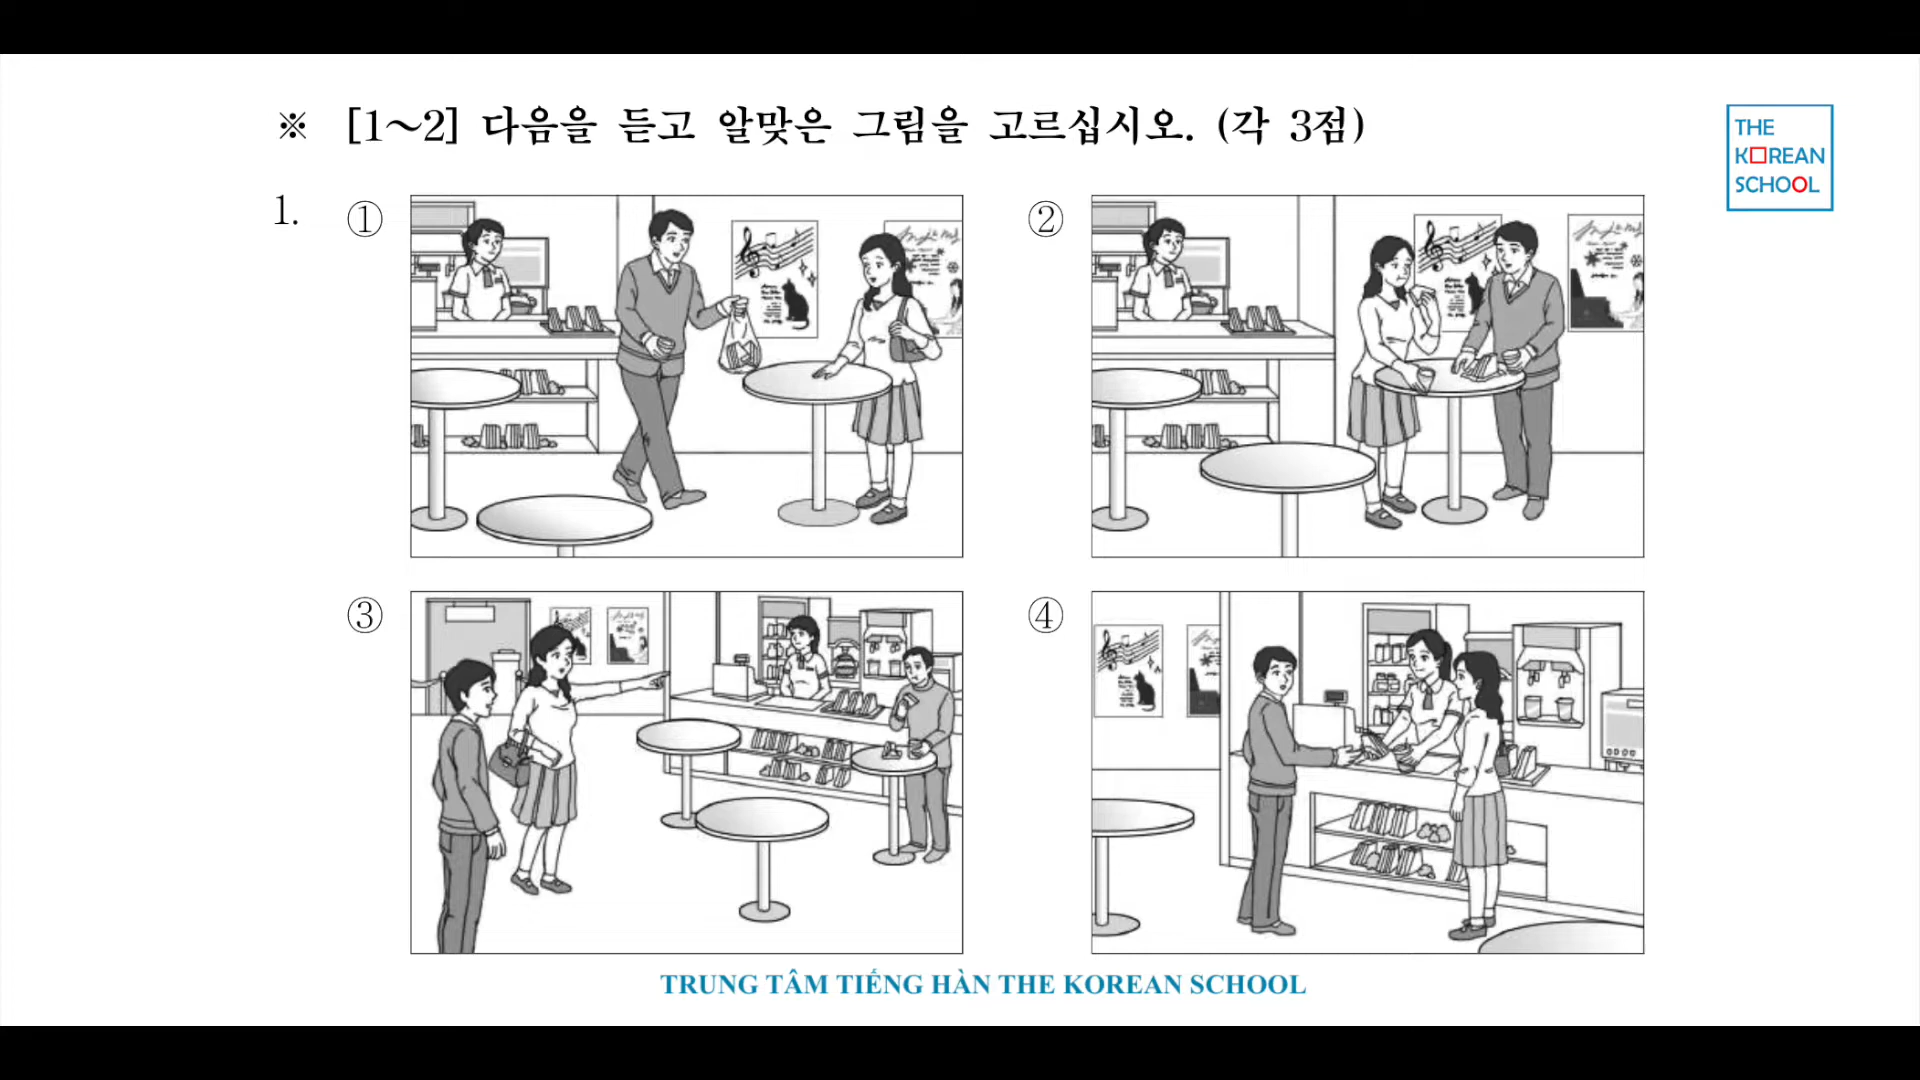 ※ [1～2] 다음을 듣고 알맞은 그림을 고르십시오. (각 3점)
THE
KOREAN
SCHOOL
1. ① ②
③ ④
TRUNG TÂM TIẾNG HÀN THE KOREAN SCHOOL